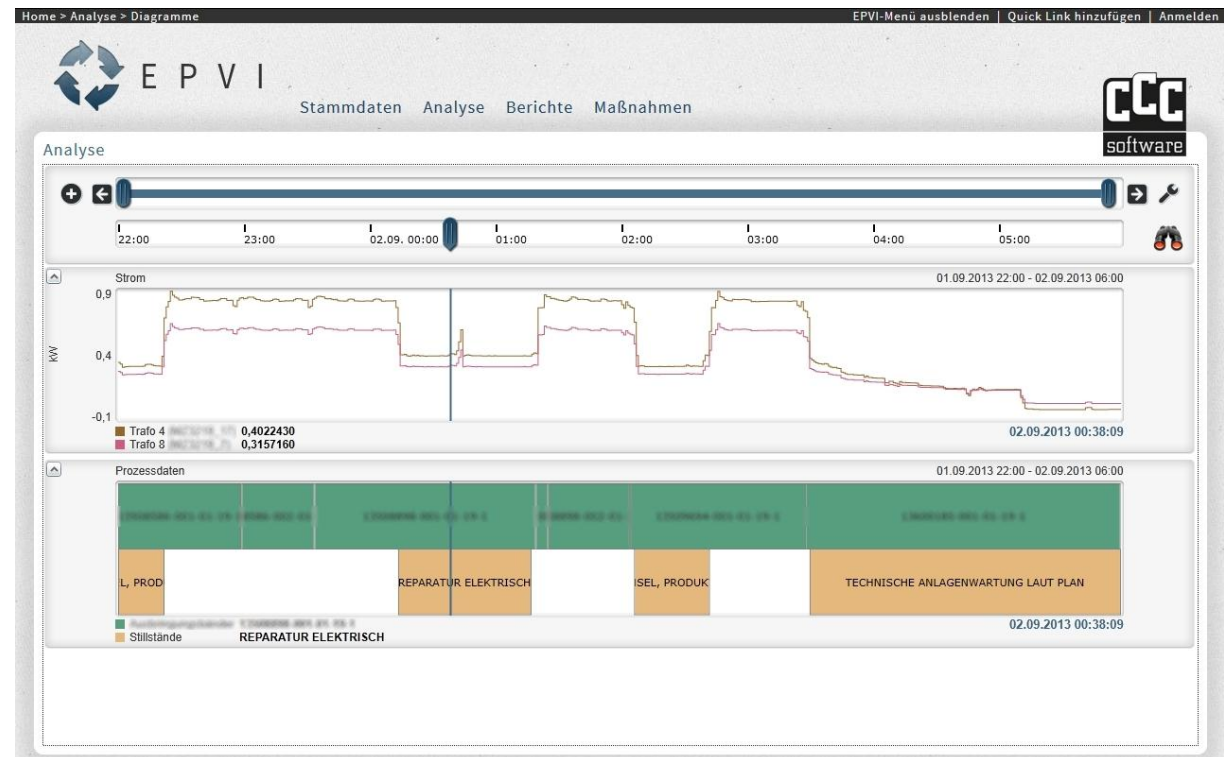 Home > Analyse > Diagramme EPVI-Menü ausblenden | Quick Link hinzufügen | Anmelden
EPVI
Stammdaten Analyse Berichte Maßnahmen
CCC
software
Analyse
22:00 23:00 02.09. 00:00 01:00 02:00 03:00 04:00 05:00
Strom 01.09.2013 22:00 - 02.09.2013 06:00
0,9
kW
0,4
-0,1
Trafo 4 0,4022430 02.09.2013 00:38:09
Trafo 8 0,3157160
Prozessdaten 01.09.2013 22:00 - 02.09.2013 06:00
L, PROD REPARATUR ELEKTRISCH ISEL, PRODUK TECHNISCHE ANLAGENWARTUNG LAUT PLAN
02.09.2013 00:38:09
Stillstände REPARATUR ELEKTRISCH